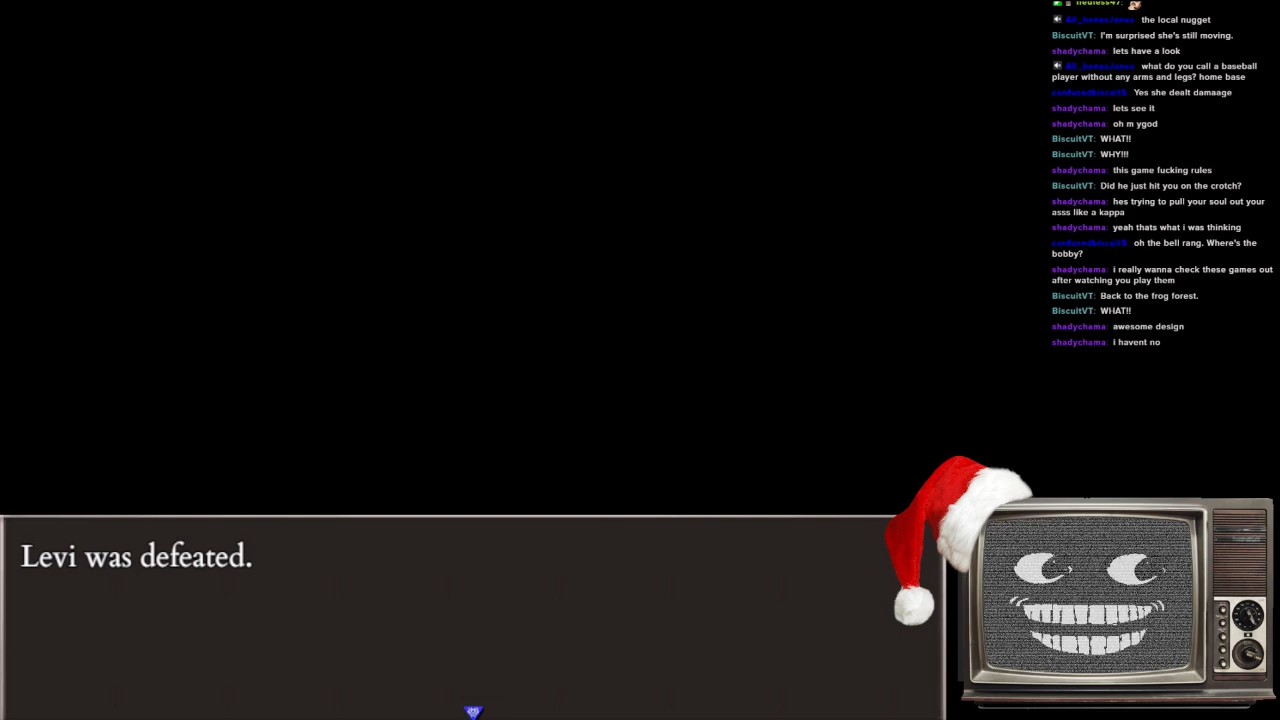 the local nugget
BiscuitVT: I'm surprised she's still moving.
shadychama: lets have a look
what do you call a baseball
player without any arms and legs? home base
confusedbiscuit5 Yes she dealt damaage
shadychama: lets see it
shadychama: oh m ygod
BiscuitVT: WHAT!!
BiscuitVT: WHY!!!
shadychama: this game fucking rules
BiscuitVT: Did he just hit you on the crotch?
shadychama: hes trying to pull your soul out your
asss like a kappa
shadychama: yeah thats what i was thinking
confusedbiscuit5 oh the bell rang. Where's the
bobby?
shadychama: i really wanna check these games out
after watching you play them
BiscuitVT: Back to the frog forest.
BiscuitVT: WHAT!!
shadychama: awesome design
shadychama: i havent no
Levi was defeated.